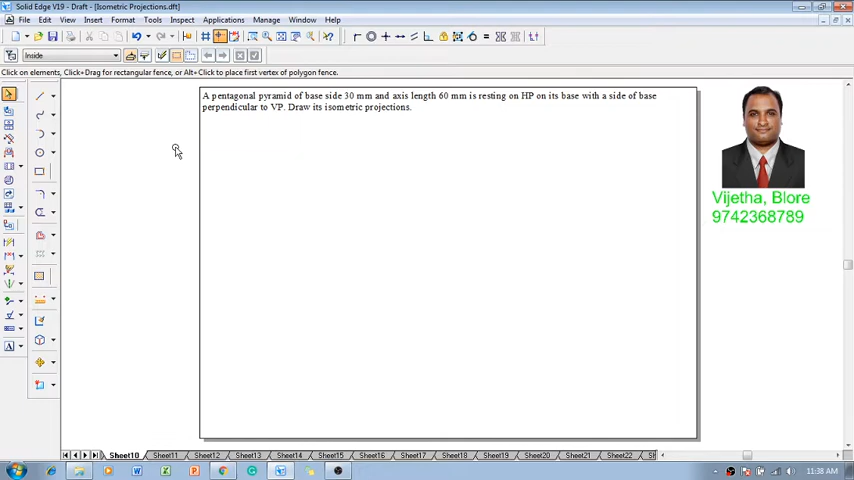 Solid Edge V19 - Draft - [Isometric Projections.dft]
File Edit View Insert Format Tools Inspect Applications Manage Window Help
Inside
Click on elements, Click+Drag for rectangular fence, or Alt+Click to place first vertex of polygon fence.
A pentagonal pyramid of base side 30 mm and axis length 60 mm is resting on HP on its base with a side of base
perpendicular to VP. Draw its isometric projections.
Vijetha, Blore
9742368789
Sheet10 Sheet11 Sheet12 Sheet13 Sheet14 Sheet15 Sheet16 Sheet17 Sheet18 Sheet19 Sheet20 Sheet21 Sheet22 Sh
11:38 AM